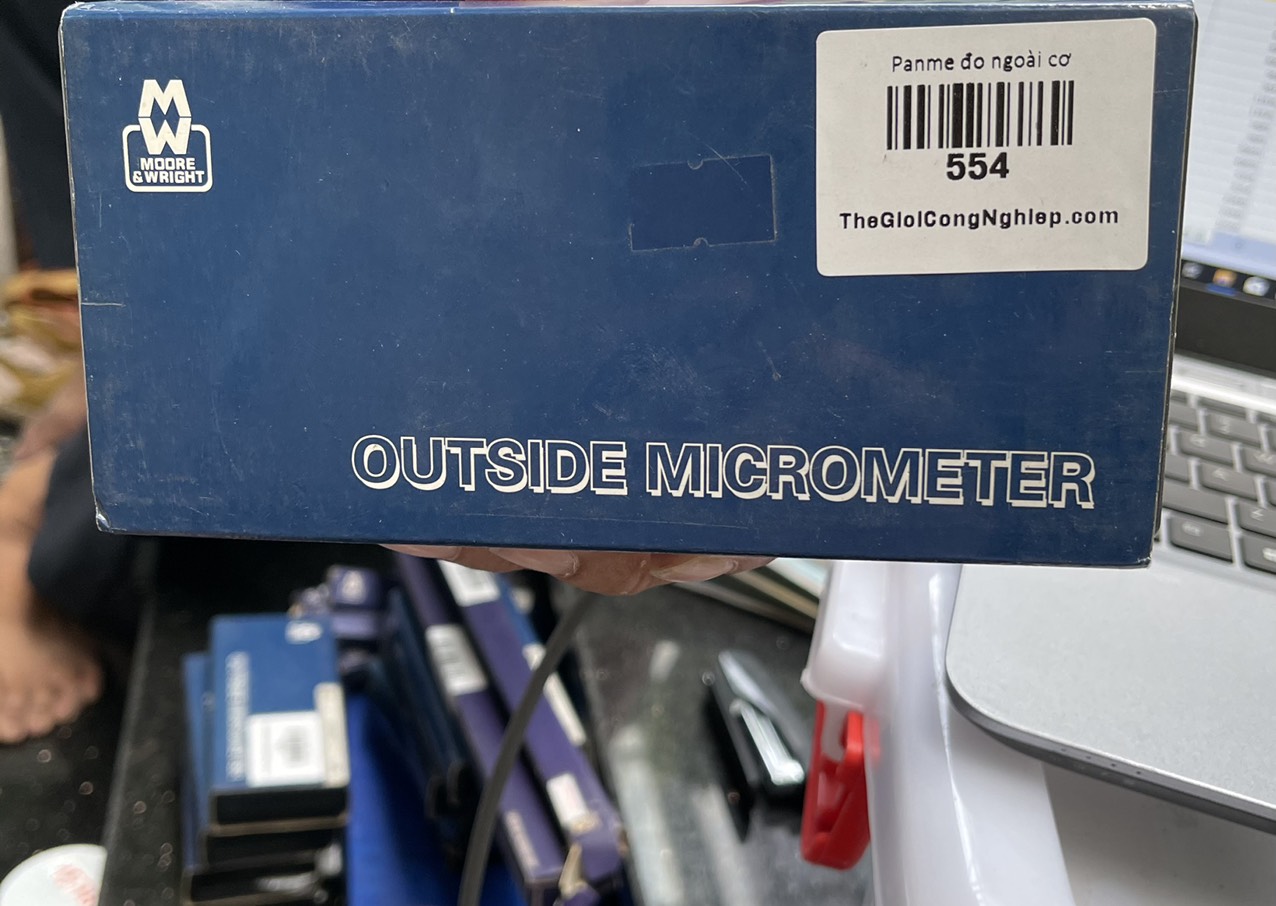 MW
MOORE
& WRIGHT
Panme đo ngoài cơ
554
TheGioiCongNghiep.com
OUTSIDE MICROMETER